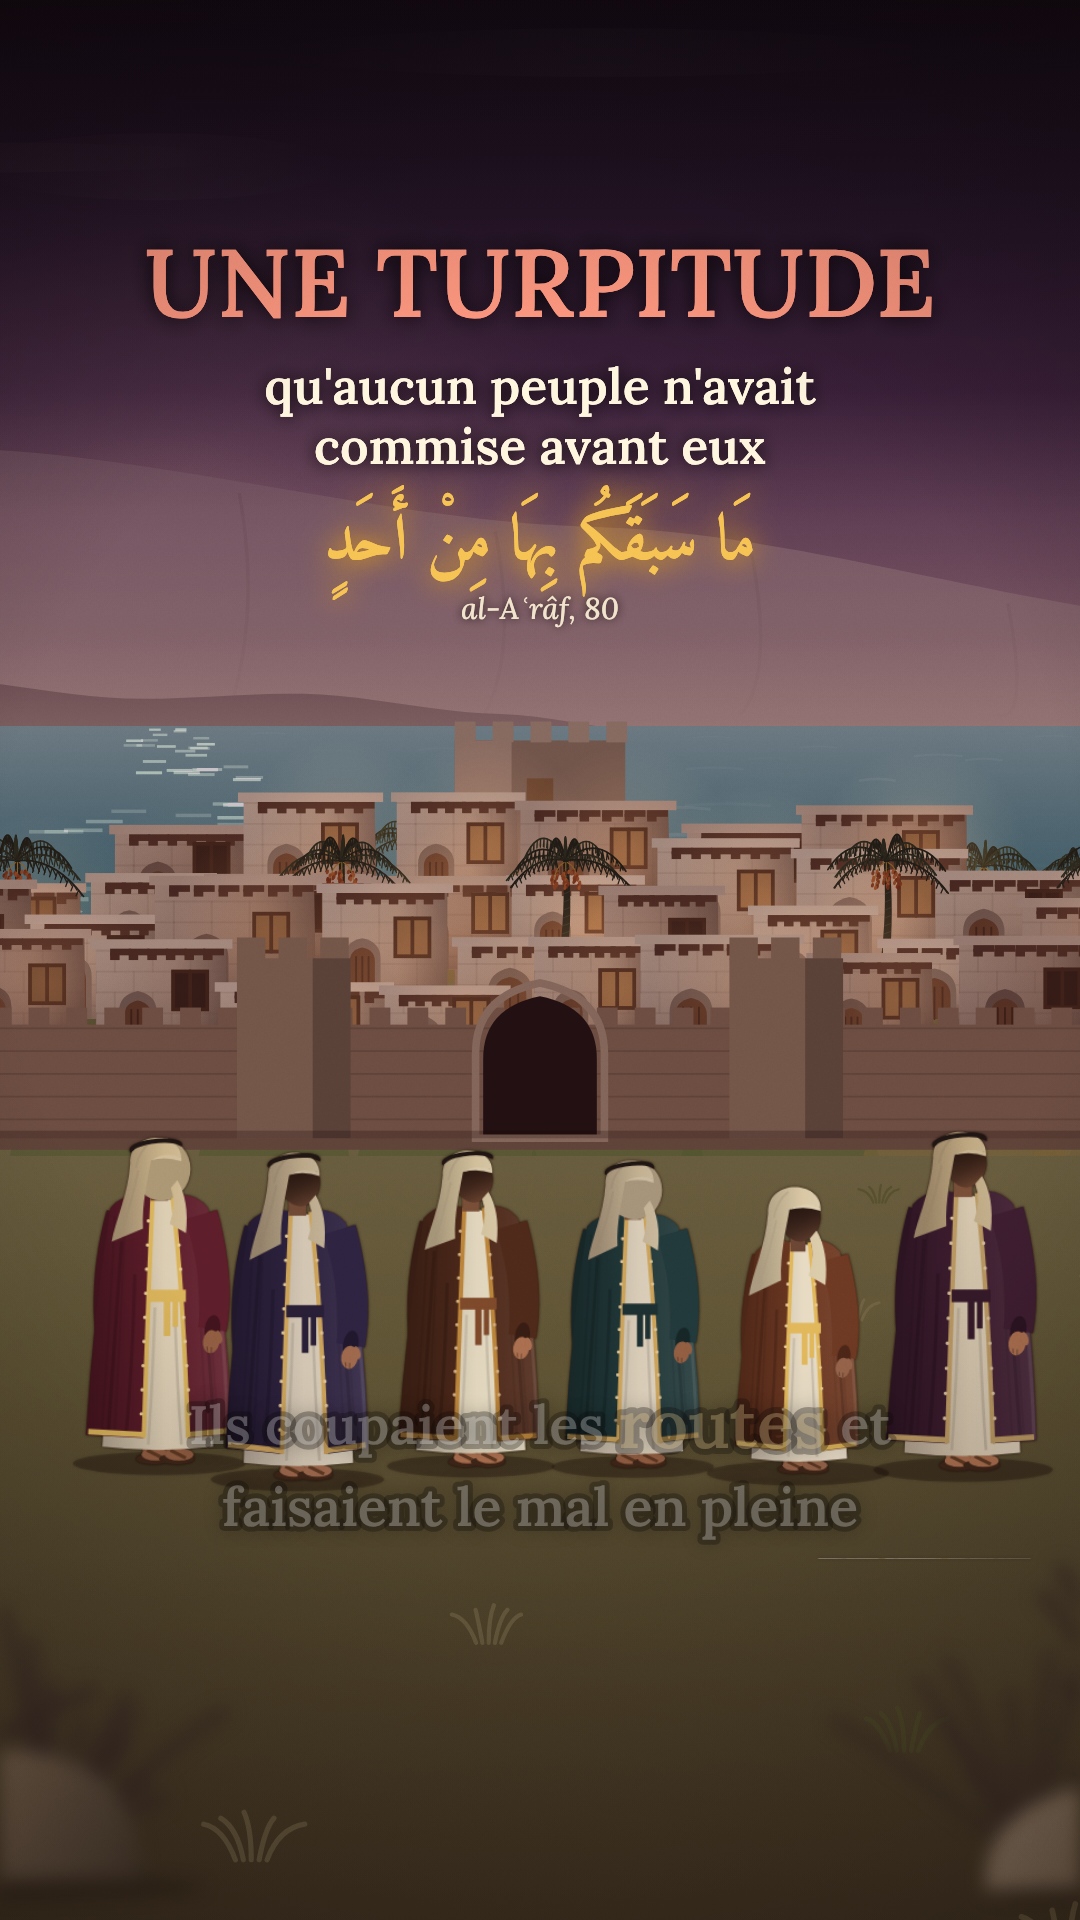 UNE TURPITUDE
qu'aucun peuple n'avait
commise avant eux
مَا سَبَقَكُم بِهَا مِنْ أَحَدٍ
al-Aʿrâf, 80
Ils coupaient les routes et
faisaient le mal en pleine